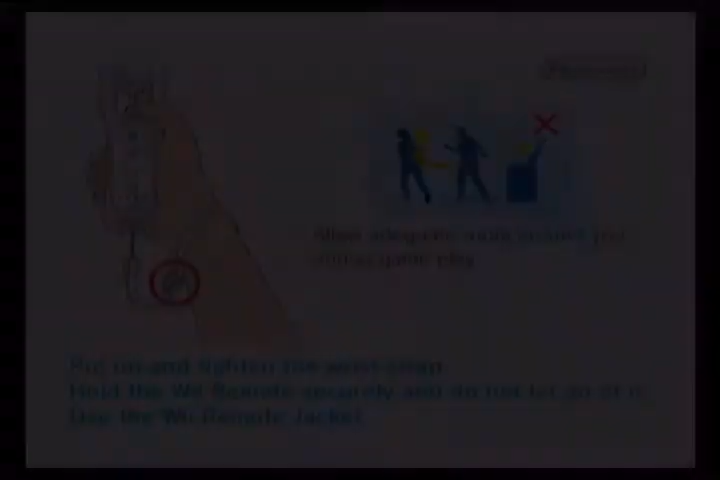 Allow adequate room around you
during game play.
Put on and tighten the wrist strap.
Hold the Wii Remote securely and do not let go of it.
Use the Wii Remote Jacket.